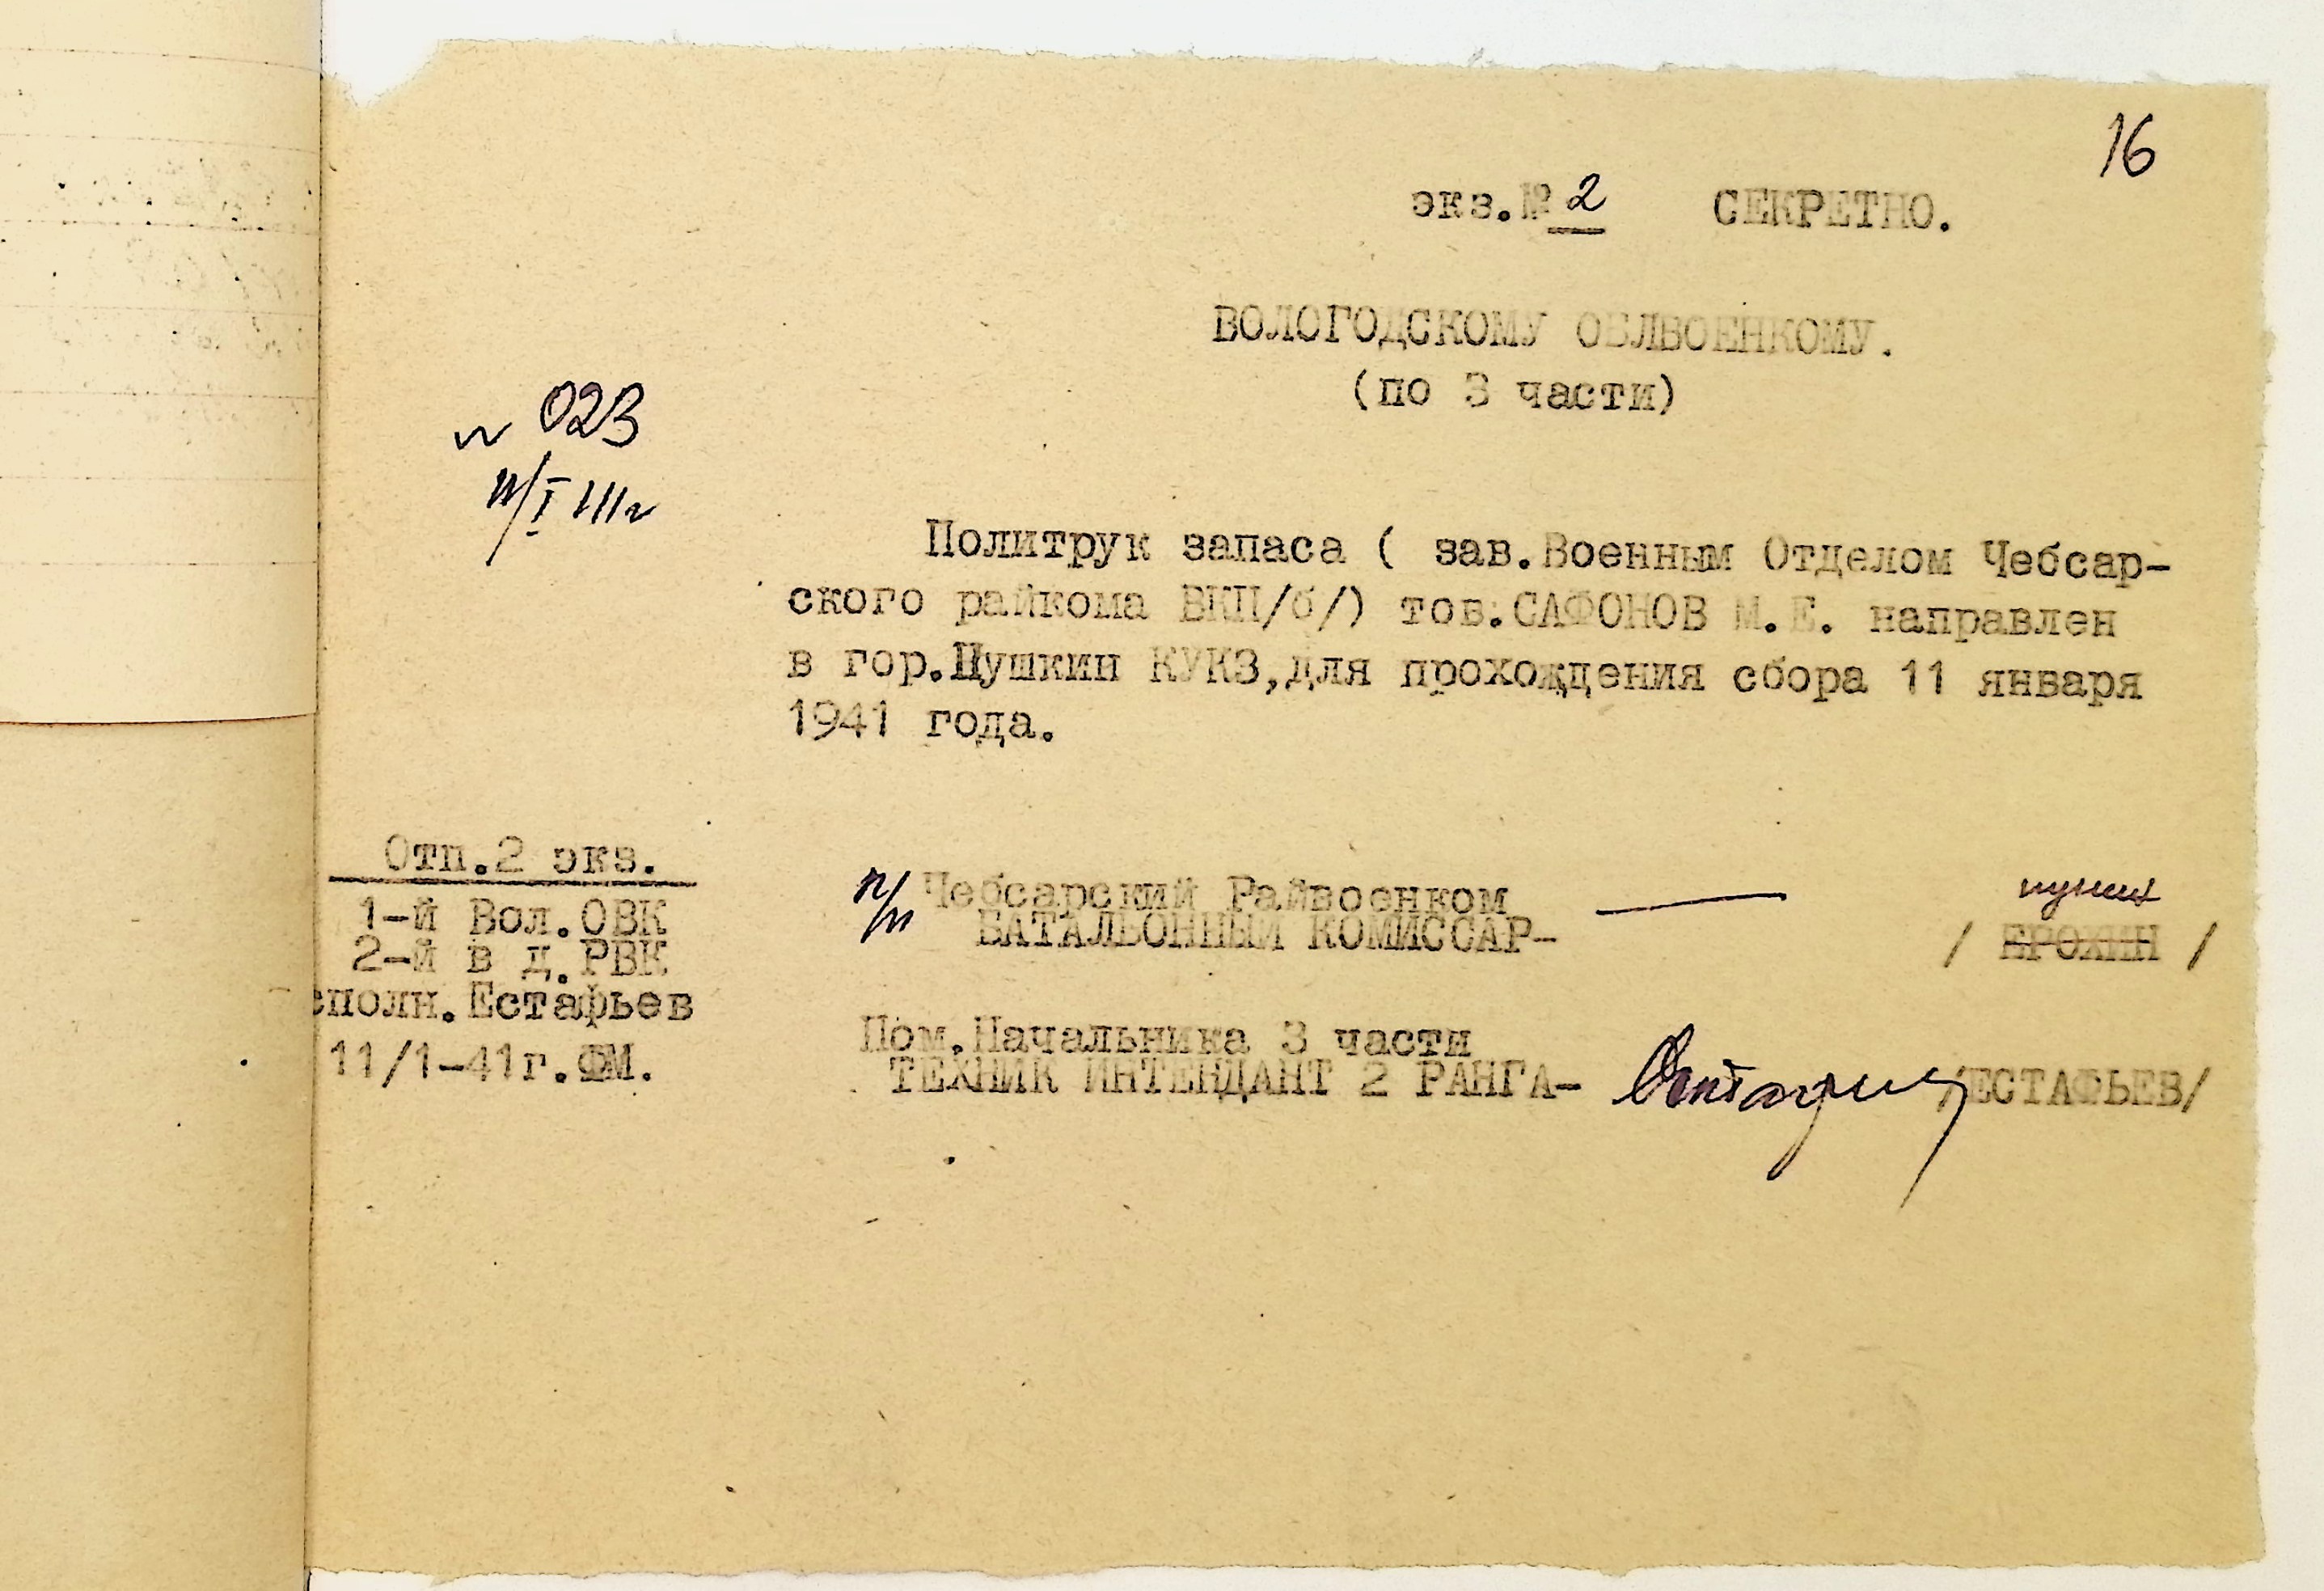 16
экз.№ 2 СЕКРЕТНО.
ВОЛОГОДСКОМУ ОБЛВОЕНКОМУ.
(по 3 части)
№ 023
11/I
Политрук запаса ( зав.Военным Отделом Чебсар-
ского райкома ВКП/б/) тов.САФОНОВ М.Е. направлен
в гор.Пушкин КУКЗ,для прохождения сбора 11 января
1941 года.
Отп.2 экз.
1-й Вол.ОВК
2-й в д.РВК
сполн.Естафьев
11/1-41г.ФМ.
п/п Чебсарский Райвоенком
БАТАЛЬОННЫЙ КОМИССАР- — / ЕРОХИН /
Пом.Начальника 3 части
ТЕХНИК ИНТЕНДАНТ 2 РАНГА- /ЕСТАФЬЕВ/